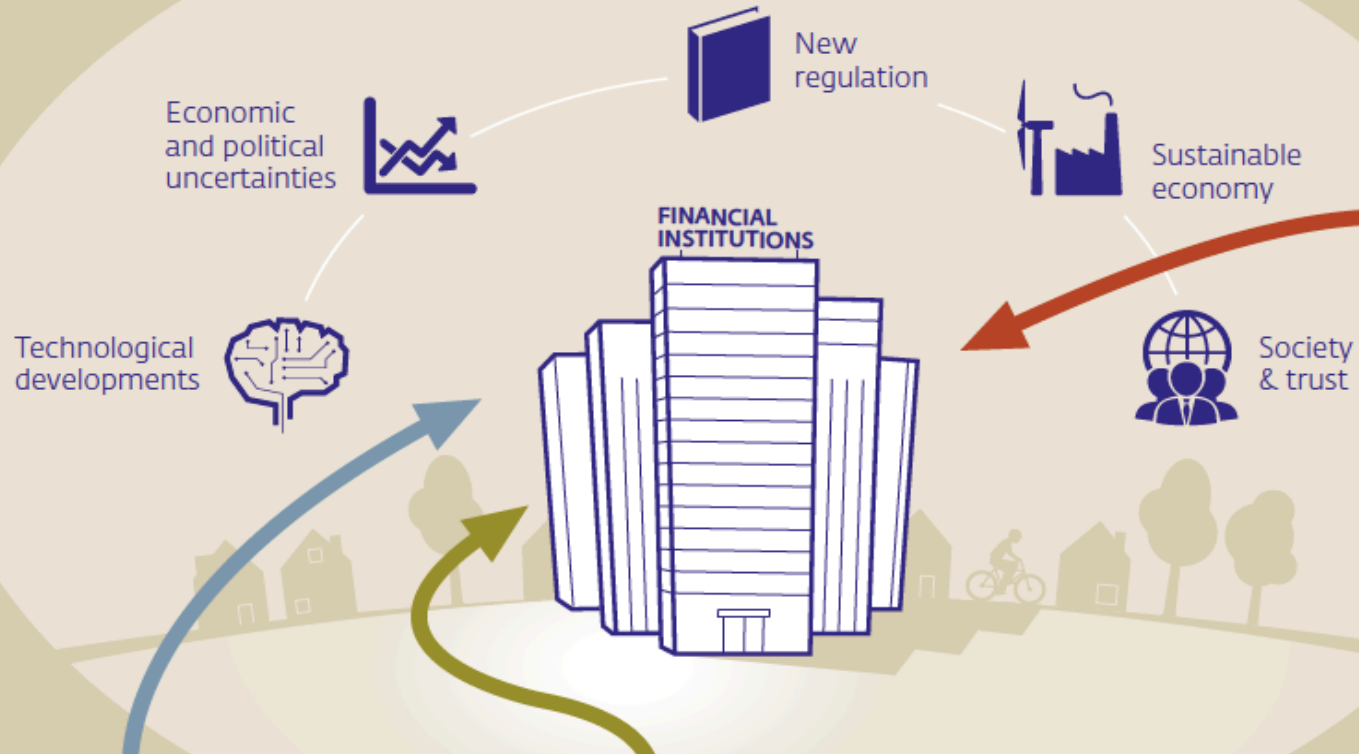 New
regulation
Economic
and political
uncertainties
Sustainable
economy
FINANCIAL
INSTITUTIONS
Technological
developments
Society
& trust